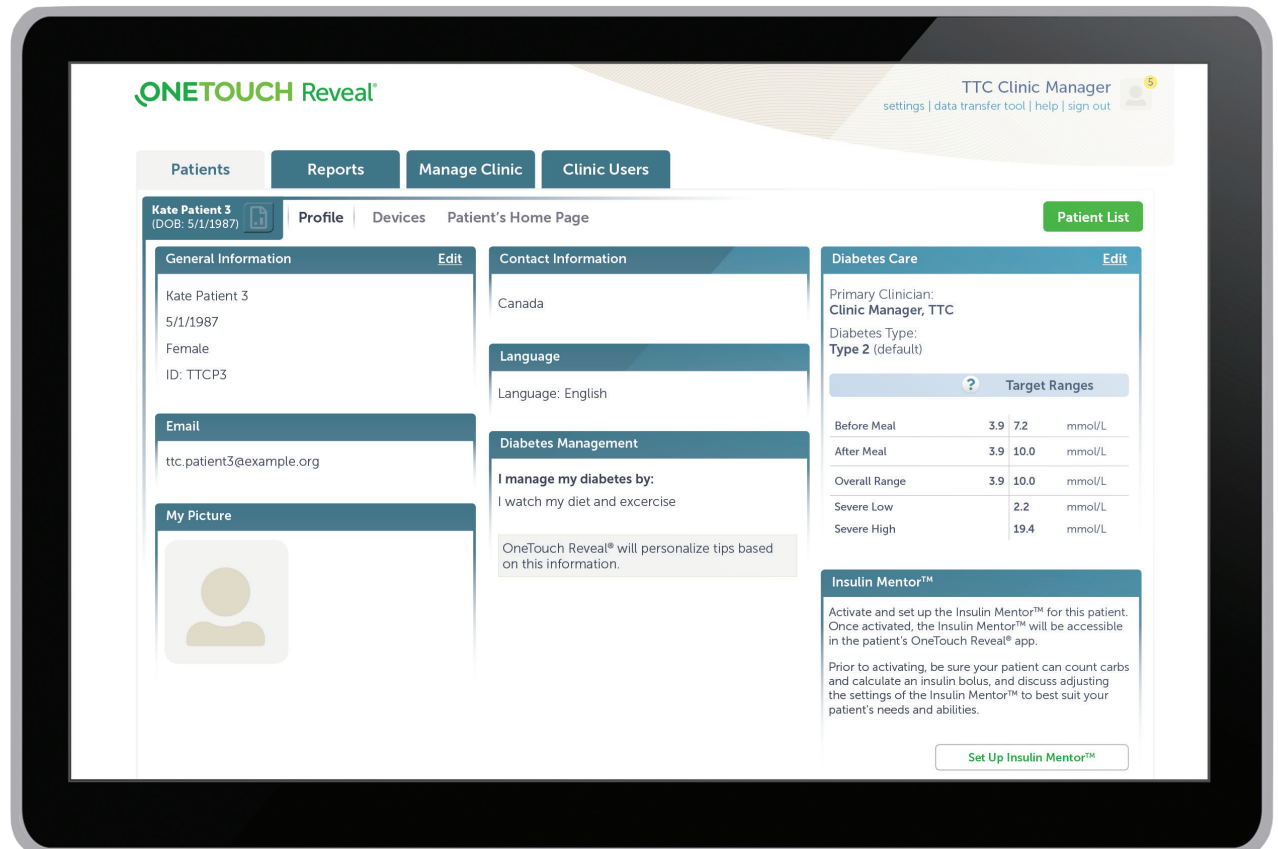 ONETOUCH Reveal®
TTC Clinic Manager
5
settings | data transfer tool | help | sign out
Patients
Reports
Manage Clinic
Clinic Users
Kate Patient 3
(DOB: 5/1/1987)
Profile
Devices
Patient's Home Page
Patient List
General Information
Edit
Kate Patient 3
5/1/1987
Female
ID: TTCP3
Email
ttc.patient3@example.org
My Picture
Contact Information
Canada
Language
Language: English
Diabetes Management
I manage my diabetes by:
I watch my diet and excercise
OneTouch Reveal® will personalize tips based
on this information.
Diabetes Care
Edit
Primary Clinician:
Clinic Manager, TTC
Diabetes Type:
Type 2 (default)
? Target Ranges
Before Meal 3.9 7.2 mmol/L
After Meal 3.9 10.0 mmol/L
Overall Range 3.9 10.0 mmol/L
Severe Low 2.2 mmol/L
Severe High 19.4 mmol/L
Insulin Mentor™
Activate and set up the Insulin Mentor™ for this patient.
Once activated, the Insulin Mentor™ will be accessible
in the patient's OneTouch Reveal® app.
Prior to activating, be sure your patient can count carbs
and calculate an insulin bolus, and discuss adjusting
the settings of the Insulin Mentor™ to best suit your
patient's needs and abilities.
Set Up Insulin Mentor™